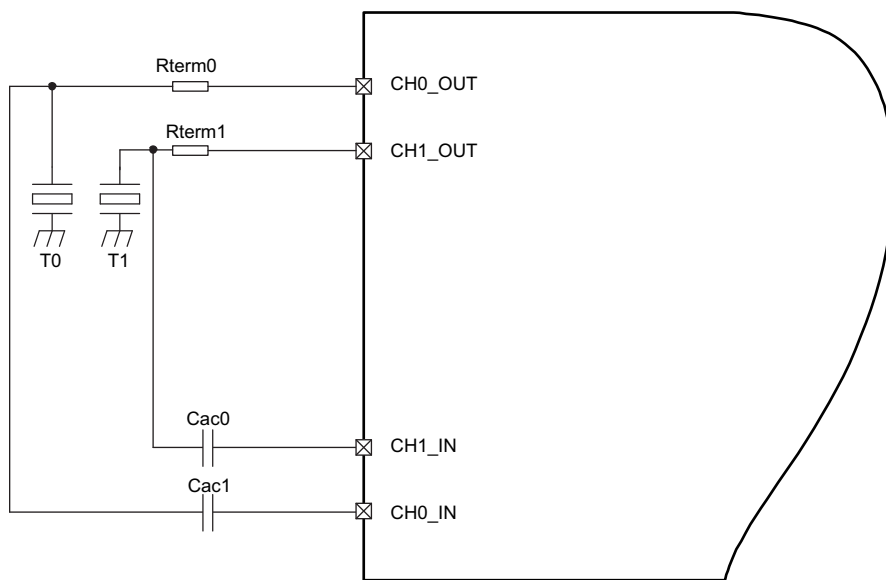 Rterm0
CH0_OUT
Rterm1
CH1_OUT
T0
T1
Cac0
CH1_IN
Cac1
CH0_IN